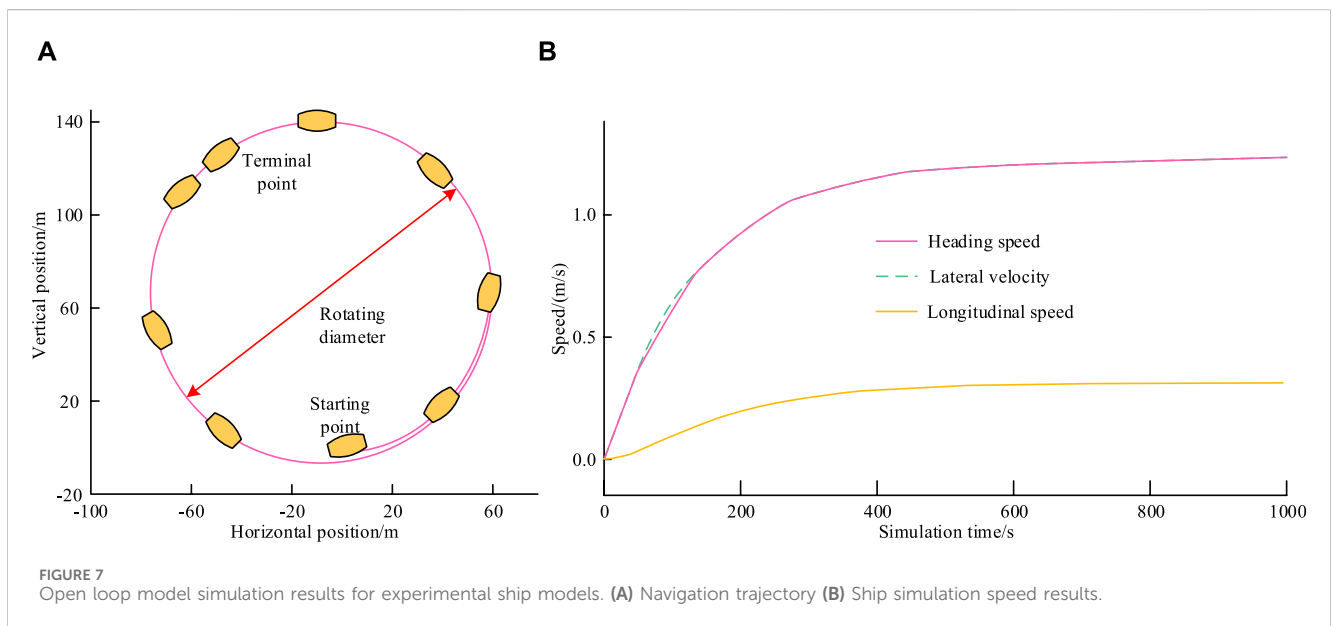 A
B
140
100
60
20
-20
-100
-60
-20
20
60
Vertical position/m
Horizontal position/m
Terminal
point
Rotating
diameter
Starting
point
1.0
0.5
0.0
0
200
400
600
800
1000
Speed/(m/s)
Simulation time/s
Heading speed
Lateral velocity
Longitudinal speed
FIGURE 7
Open loop model simulation results for experimental ship models. (A) Navigation trajectory (B) Ship simulation speed results.